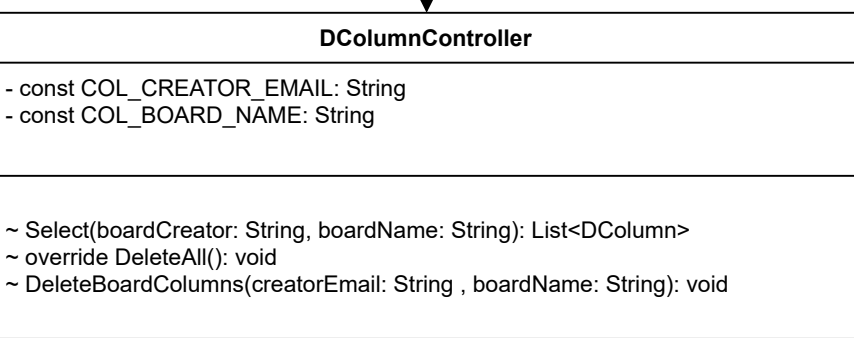 DColumnController
- const COL_CREATOR_EMAIL: String
- const COL_BOARD_NAME: String
~ Select(boardCreator: String, boardName: String): List<DColumn>
~ override DeleteAll(): void
~ DeleteBoardColumns(creatorEmail: String , boardName: String): void